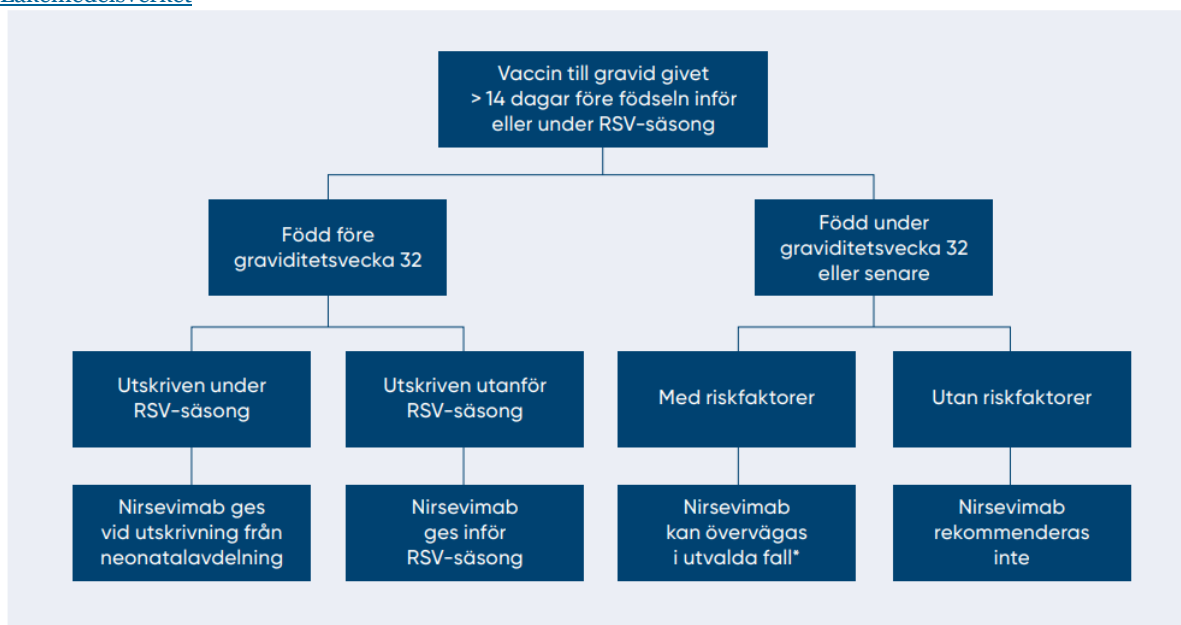 Läkemedelsverket
Vaccin till gravid givet
> 14 dagar före födseln inför
eller under RSV-säsong
Född före
graviditetsvecka 32
Född under
graviditetsvecka 32
eller senare
Utskriven under
RSV-säsong
Utskriven utanför
RSV-säsong
Med riskfaktorer
Utan riskfaktorer
Nirsevimab ges
vid utskrivning från
neonatalavdelning
Nirsevimab
ges inför
RSV-säsong
Nirsevimab
kan övervägas
i utvalda fall*
Nirsevimab
rekommenderas
inte